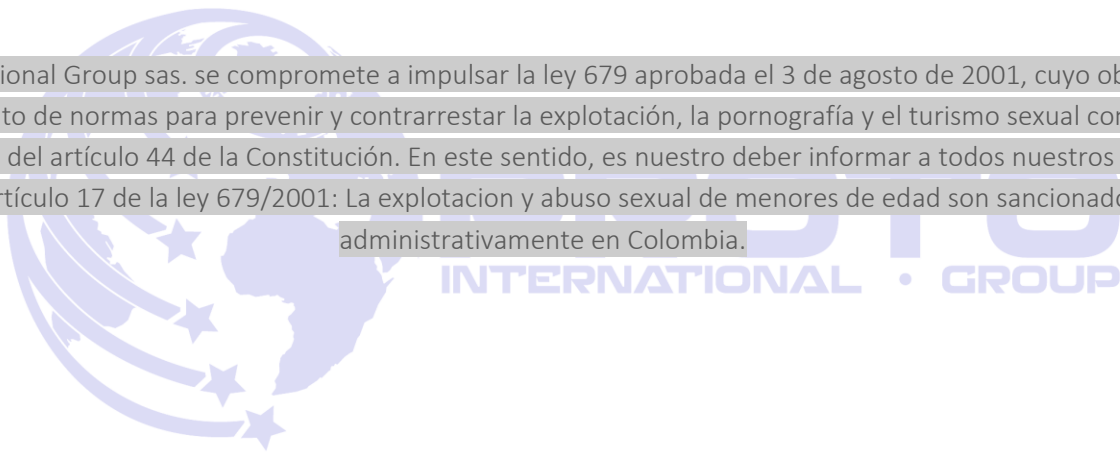 ional Group sas. se compromete a impulsar la ley 679 aprobada el 3 de agosto de 2001, cuyo ob
to de normas para prevenir y contrarrestar la explotación, la pornografía y el turismo sexual con
del artículo 44 de la Constitución. En este sentido, es nuestro deber informar a todos nuestros
rtículo 17 de la ley 679/2001: La explotacion y abuso sexual de menores de edad son sancionado
administrativamente en Colombia.
INTERNATIONAL • GROUP